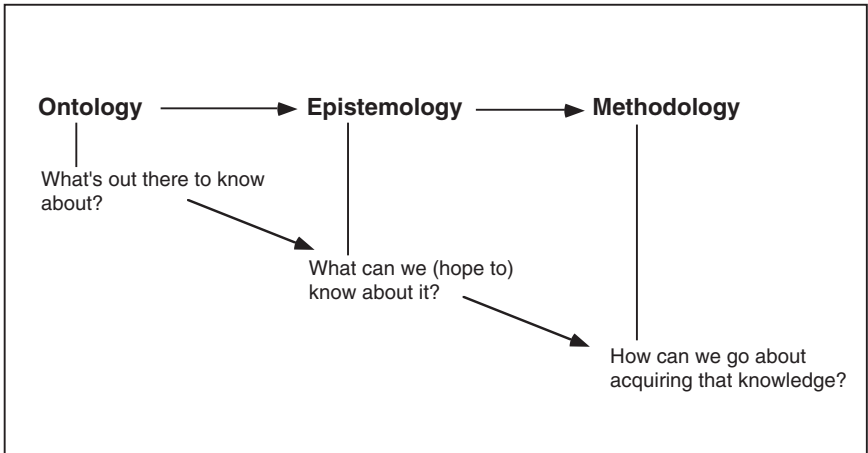 Ontology Epistemology Methodology
What's out there to know
about?
What can we (hope to)
know about it?
How can we go about
acquiring that knowledge?